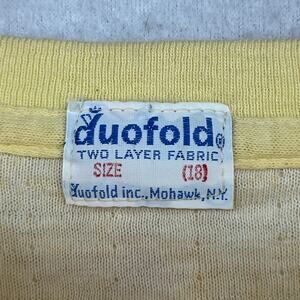 duofold®
TWO LAYER FABRIC
SIZE (18)
duofold inc., Mohawk, N.Y.